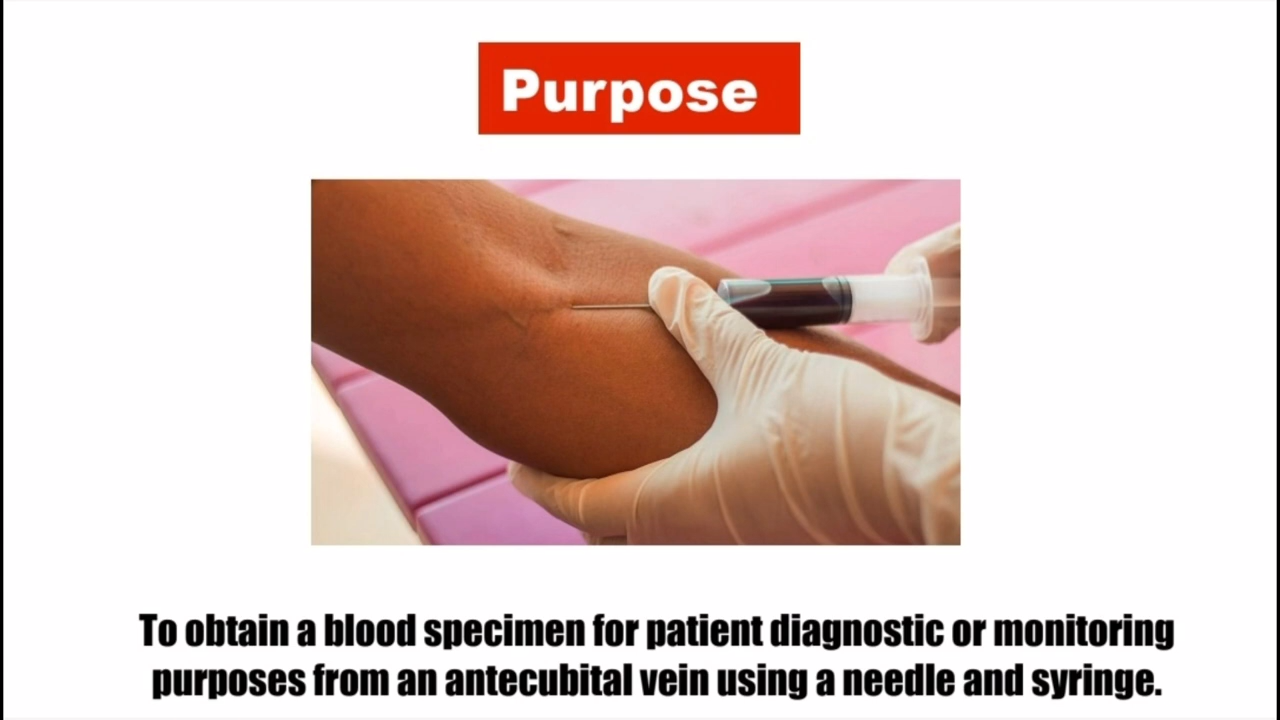 Purpose
To obtain a blood specimen for patient diagnostic or monitoring
purposes from an antecubital vein using a needle and syringe.